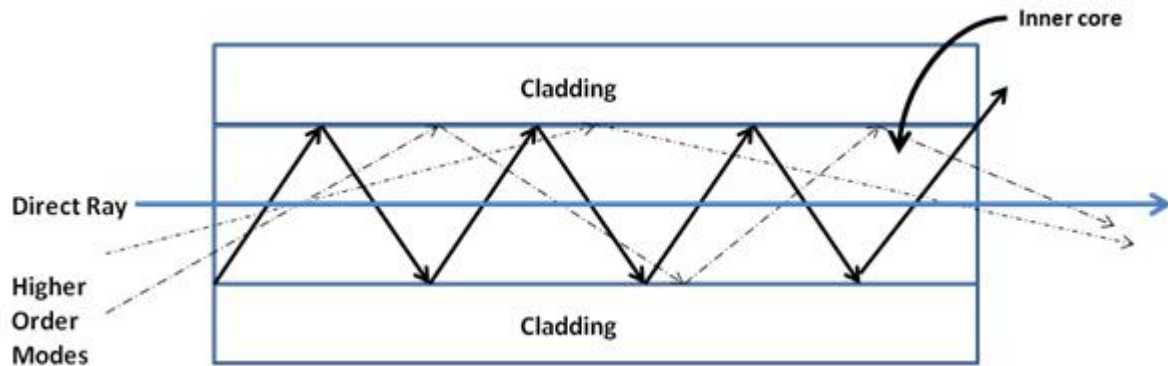 Inner core
Cladding
Direct Ray
Higher
Order
Modes
Cladding